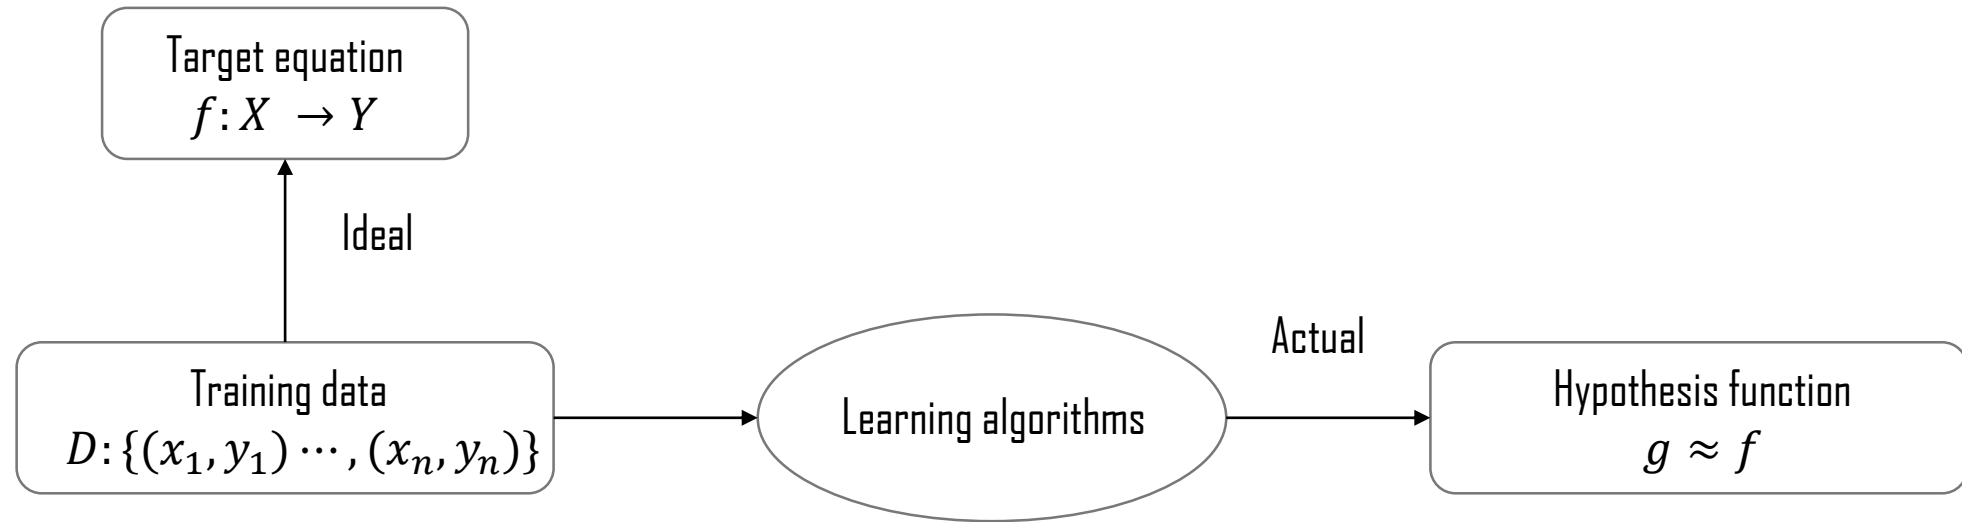 Target equation
f: X → Y
Ideal
Training data
D: {(x₁, y₁) ⋯ , (xₙ, yₙ)}
Learning algorithms
Actual
Hypothesis function
g ≈ f